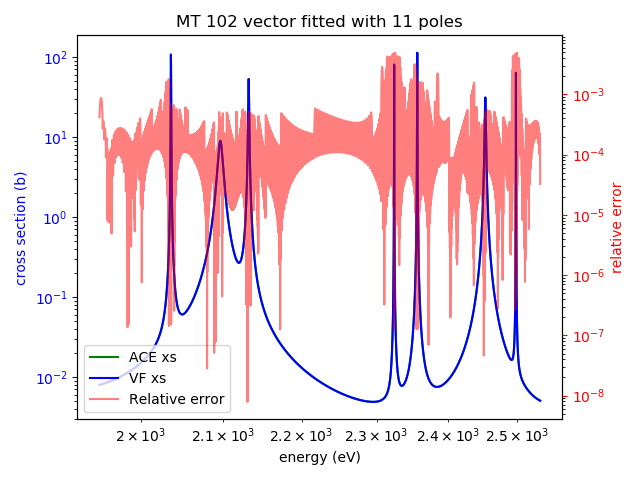 MT 102 vector fitted with 11 poles
10²
10¹
10⁰
10⁻¹
10⁻²
cross section (b)
10⁻³
10⁻⁴
10⁻⁵
10⁻⁶
10⁻⁷
10⁻⁸
relative error
ACE xs
VF xs
Relative error
2 × 10³ 2.1 × 10³ 2.2 × 10³ 2.3 × 10³ 2.4 × 10³ 2.5 × 10³
energy (eV)